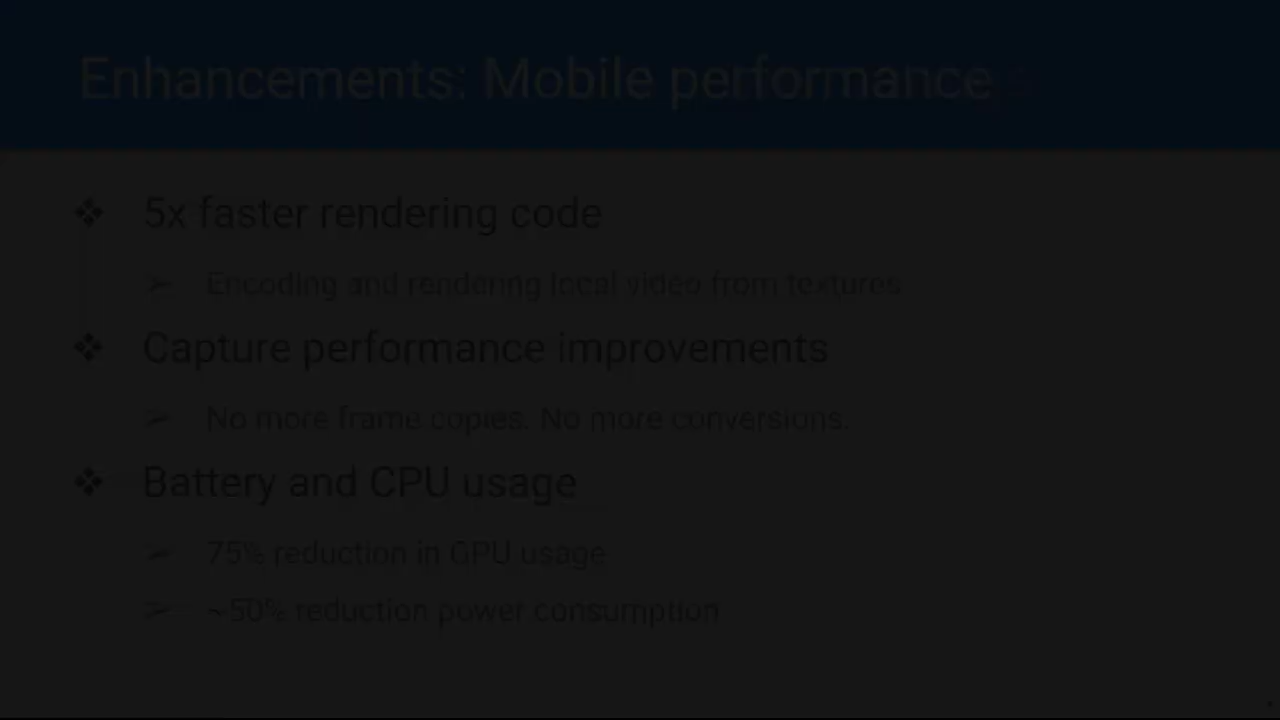 Enhancements: Mobile performance
❖ 5x faster rendering code
➢ Encoding and rendering local video from textures
❖ Capture performance improvements
➢ No more frame copies. No more conversions.
❖ Battery and CPU usage
➢ 75% reduction in GPU usage
➢ ~50% reduction power consumption